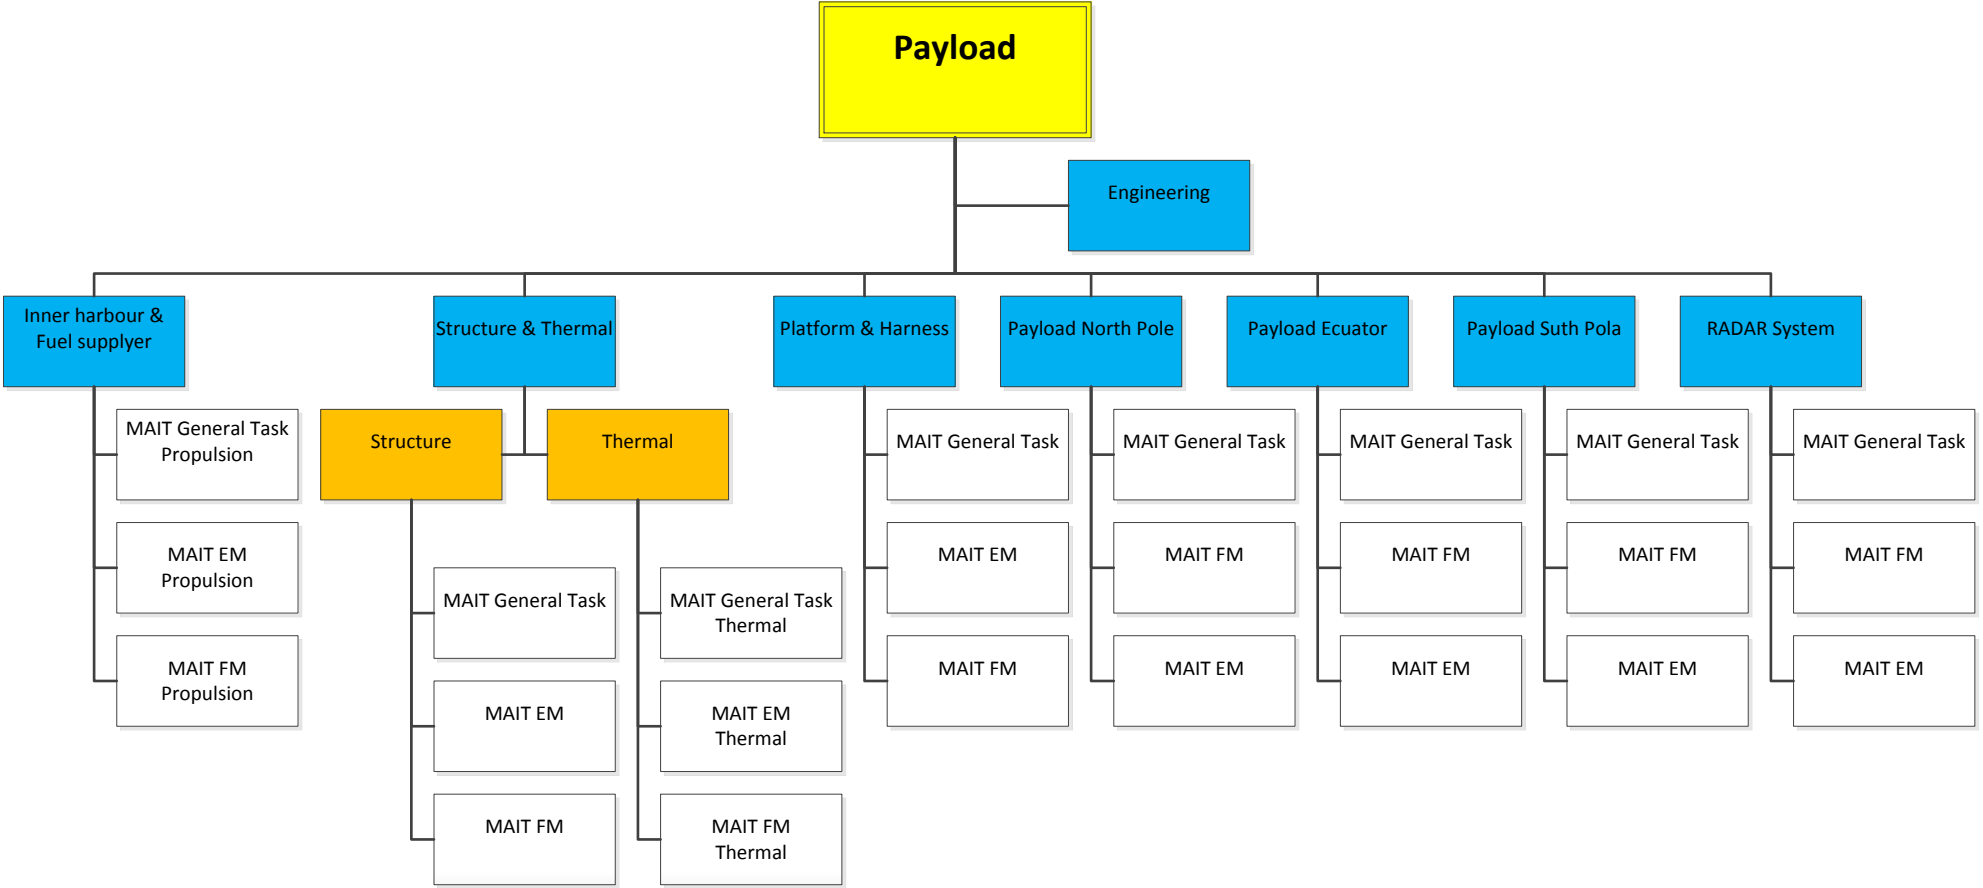 Payload
Engineering
Inner harbour &
Fuel supplyer
Structure & Thermal
Platform & Harness
Payload North Pole
Payload Ecuator
Payload Suth Pola
RADAR System
MAIT General Task
Propulsion
MAIT EM
Propulsion
MAIT FM
Propulsion
Structure
Thermal
MAIT General Task
MAIT EM
MAIT FM
MAIT General Task
Thermal
MAIT EM
Thermal
MAIT FM
Thermal
MAIT General Task
MAIT EM
MAIT FM
MAIT General Task
MAIT FM
MAIT EM
MAIT General Task
MAIT FM
MAIT EM
MAIT General Task
MAIT FM
MAIT EM
MAIT General Task
MAIT FM
MAIT EM